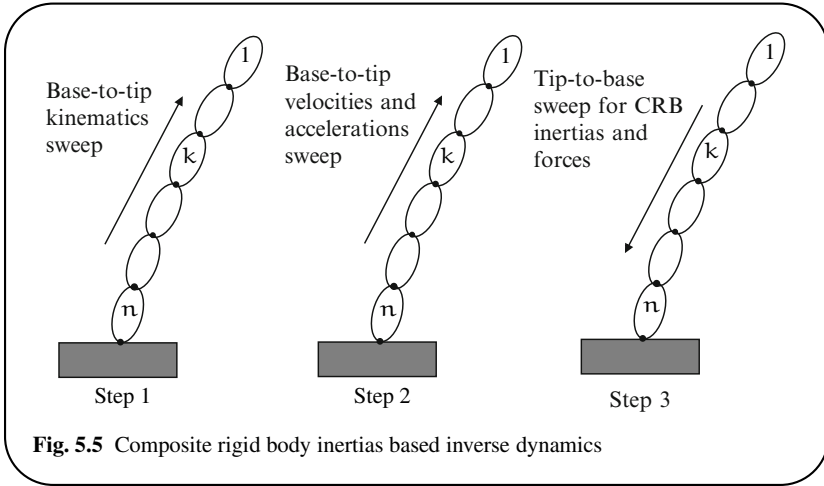 Base-to-tip
kinematics
sweep
1
k
n
Step 1
Base-to-tip
velocities and
accelerations
sweep
1
k
n
Step 2
Tip-to-base
sweep for CRB
inertias and
forces
1
k
n
Step 3
Fig. 5.5 Composite rigid body inertias based inverse dynamics